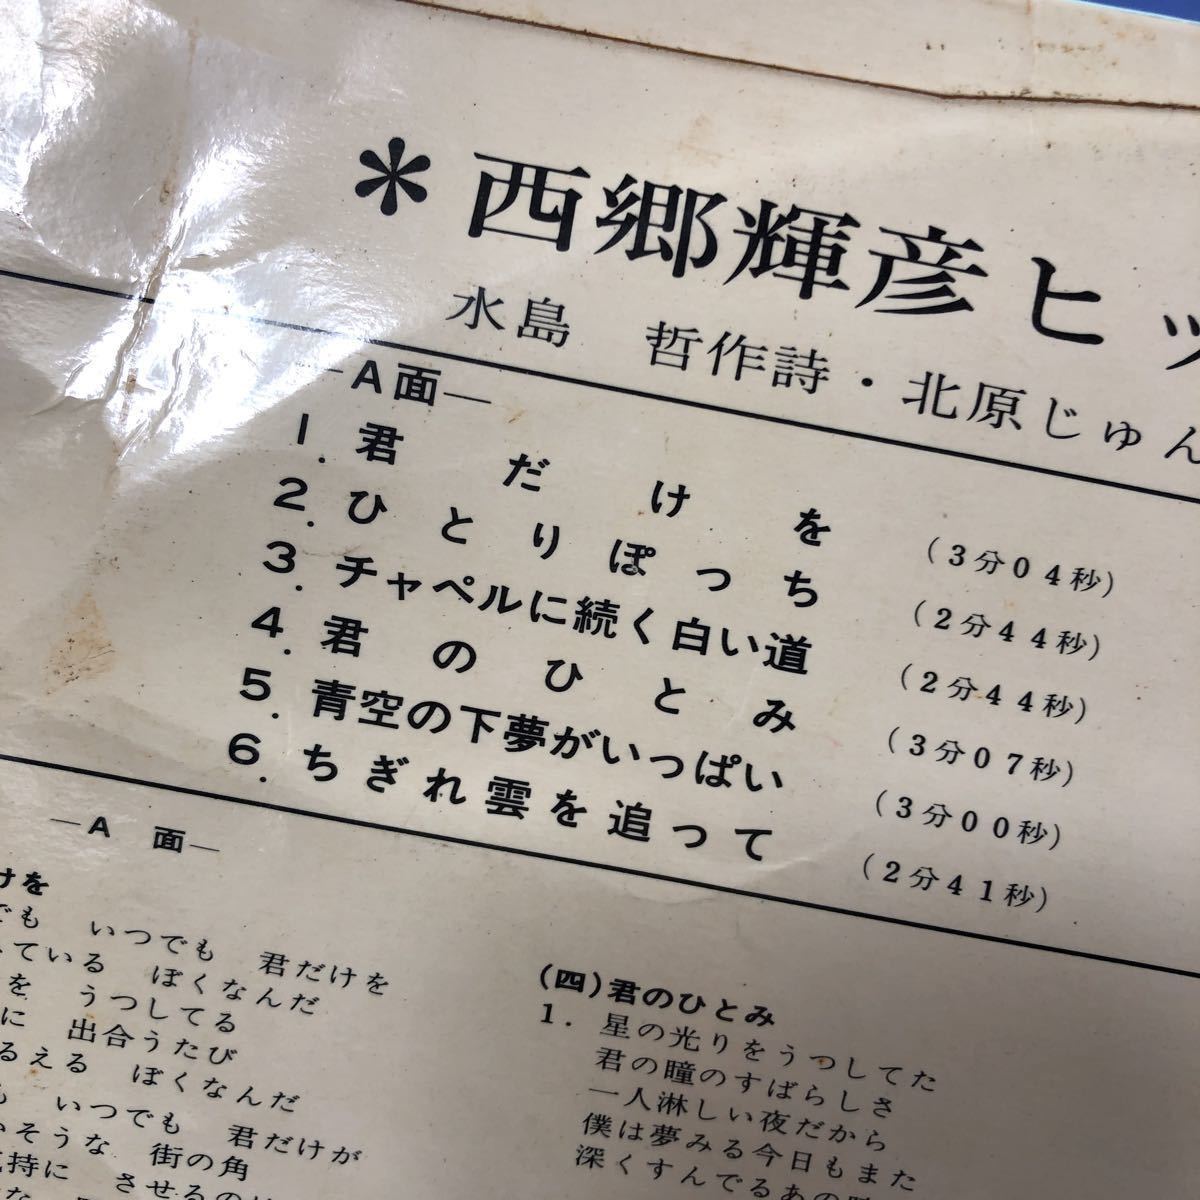 *西郷輝彦ヒッ
水島 哲作詩・北原じゅん
—A面—
1. 君だけを (3分04秒)
2. ひとりぽっち (2分44秒)
3. チャペルに続く白い道 (2分44秒)
4. 君のひとみ (3分07秒)
5. 青空の下夢がいっぱい (3分00秒)
6. ちぎれ雲を追って (2分41秒)
—A 面—
けを
でも いつでも 君だけを
ている ぼくなんだ
を うつしてる
に 出合うたび
るえる ぼくなんだ
も いつでも 君だけが
そうな 街の角
持に させるのは
(四)君のひとみ
1. 星の光りをうつしてた
君の瞳のすばらしさ
一人淋しい夜だから
僕は夢みる今日もまた
深くすんでるあの